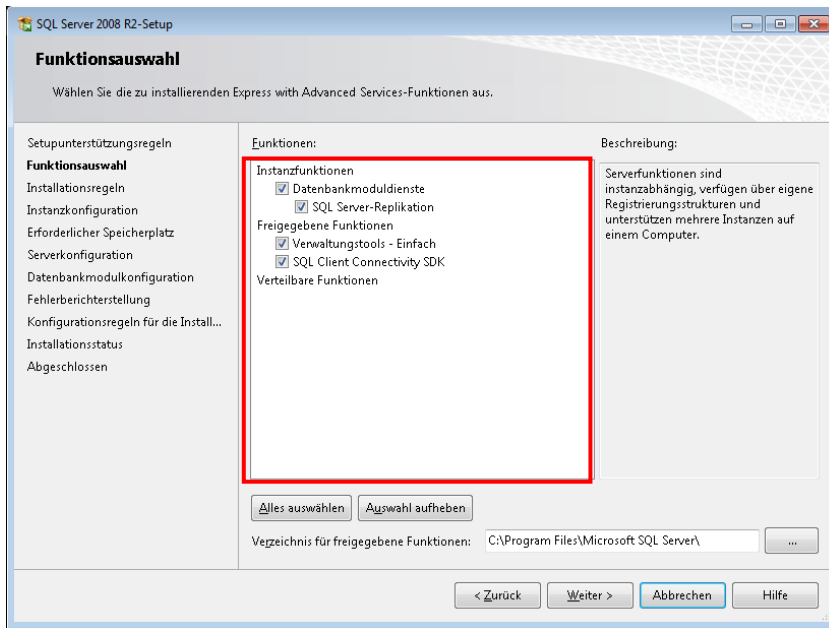 SQL Server 2008 R2-Setup
Funktionsauswahl
Wählen Sie die zu installierenden Express with Advanced Services-Funktionen aus.
Setupunterstützungsregeln
Funktionsauswahl
Installationsregeln
Instanzkonfiguration
Erforderlicher Speicherplatz
Serverkonfiguration
Datenbankmodulkonfiguration
Fehlerberichterstellung
Konfigurationsregeln für die Install...
Installationsstatus
Abgeschlossen
Funktionen:
Instanzfunktionen
Datenbankmoduldienste
SQL Server-Replikation
Freigegebene Funktionen
Verwaltungstools - Einfach
SQL Client Connectivity SDK
Verteilbare Funktionen
Beschreibung:
Serverfunktionen sind
instanzabhängig, verfügen über eigene
Registrierungsstrukturen und
unterstützen mehrere Instanzen auf
einem Computer.
Alles auswählen
Auswahl aufheben
Verzeichnis für freigegebene Funktionen:
C:\Program Files\Microsoft SQL Server\
...
< Zurück
Weiter >
Abbrechen
Hilfe